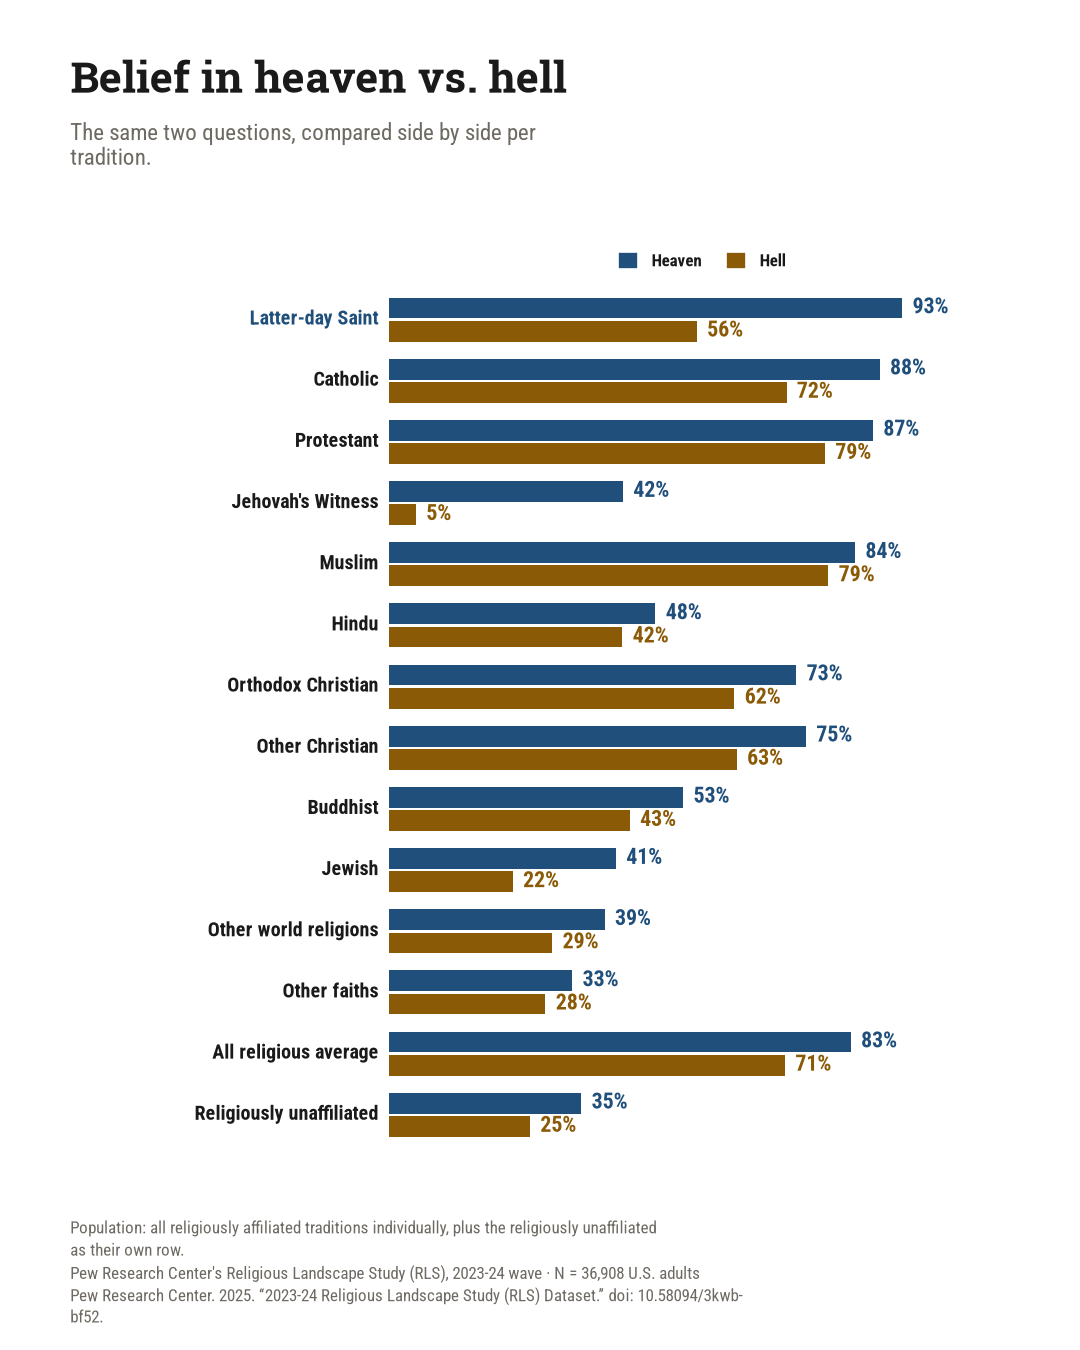 Belief in heaven vs. hell
The same two questions, compared side by side per
tradition.
Heaven Hell
Latter-day Saint 93%
56%
Catholic 88%
72%
Protestant 87%
79%
Jehovah's Witness 42%
5%
Muslim 84%
79%
Hindu 48%
42%
Orthodox Christian 73%
62%
Other Christian 75%
63%
Buddhist 53%
43%
Jewish 41%
22%
Other world religions 39%
29%
Other faiths 33%
28%
All religious average 83%
71%
Religiously unaffiliated 35%
25%
Population: all religiously affiliated traditions individually, plus the religiously unaffiliated
as their own row.
Pew Research Center's Religious Landscape Study (RLS), 2023-24 wave · N = 36,908 U.S. adults
Pew Research Center. 2025. “2023-24 Religious Landscape Study (RLS) Dataset.” doi: 10.58094/3kwb-
bf52.